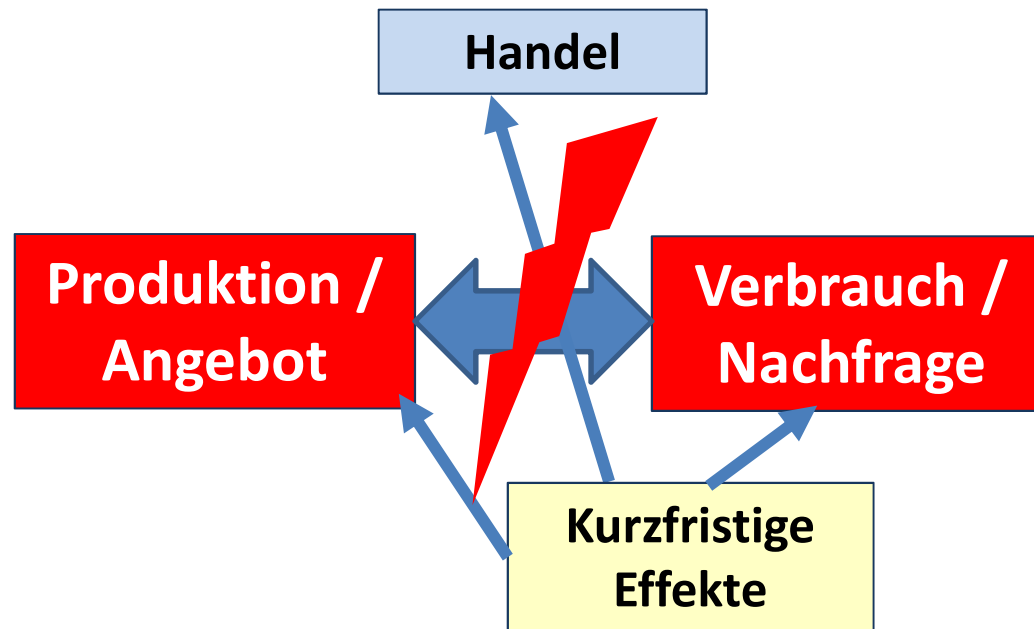 Handel
Produktion /
Angebot
Verbrauch /
Nachfrage
Kurzfristige
Effekte